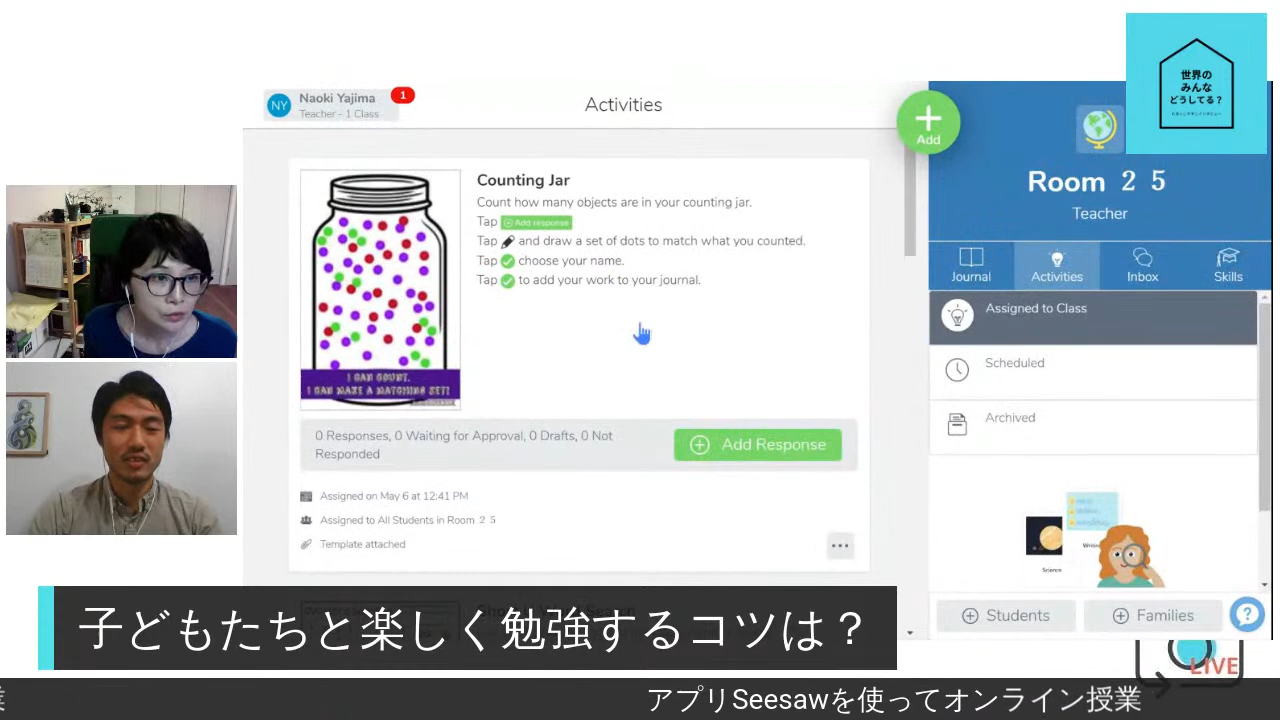 NY
Naoki Yajima
Teacher - 1 Class
1
Activities
Add
世界の
みんな
どうしてる？
Room ２５
Teacher
Journal
Activities
Inbox
Skills
Assigned to Class
Scheduled
Archived
Science
Students
Families
?
Counting Jar
Count how many objects are in your counting jar.
Tap Add response
Tap and draw a set of dots to match what you counted.
Tap choose your name.
Tap to add your work to your journal.
I CAN COUNT.
I CAN MAKE A MATCHING SET!
0 Responses, 0 Waiting for Approval, 0 Drafts, 0 Not
Responded
Add Response
Assigned on May 6 at 12:41 PM
Assigned to All Students in Room ２５
Template attached
子どもたちと楽しく勉強するコツは？
LIVE
業
アプリSeesawを使ってオンライン授業